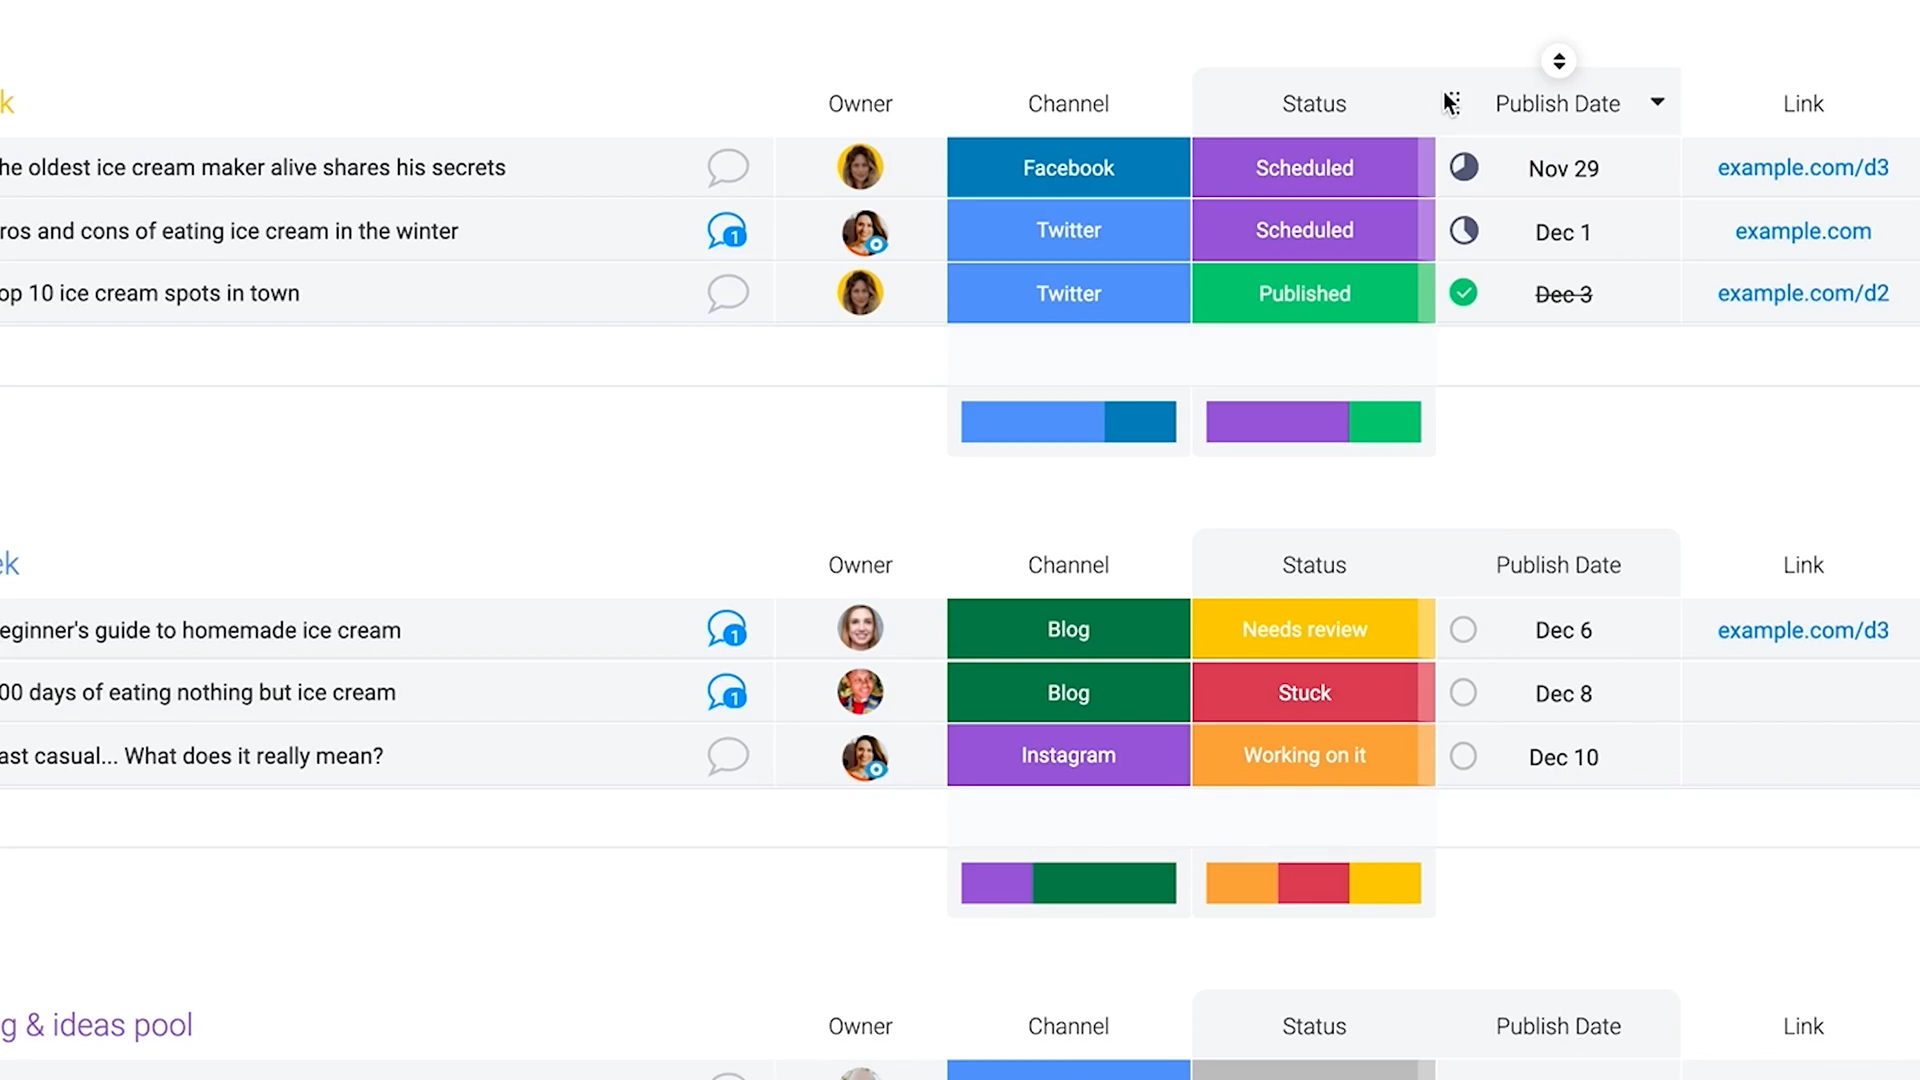 k Owner Channel Status Publish Date Link
he oldest ice cream maker alive shares his secrets Facebook Scheduled Nov 29 example.com/d3
ros and cons of eating ice cream in the winter 1 Twitter Scheduled Dec 1 example.com
op 10 ice cream spots in town Twitter Published Dec 3 example.com/d2
ek Owner Channel Status Publish Date Link
eginner's guide to homemade ice cream 1 Blog Needs review Dec 6 example.com/d3
00 days of eating nothing but ice cream 1 Blog Stuck Dec 8
ast casual... What does it really mean? Instagram Working on it Dec 10
g & ideas pool Owner Channel Status Publish Date Link